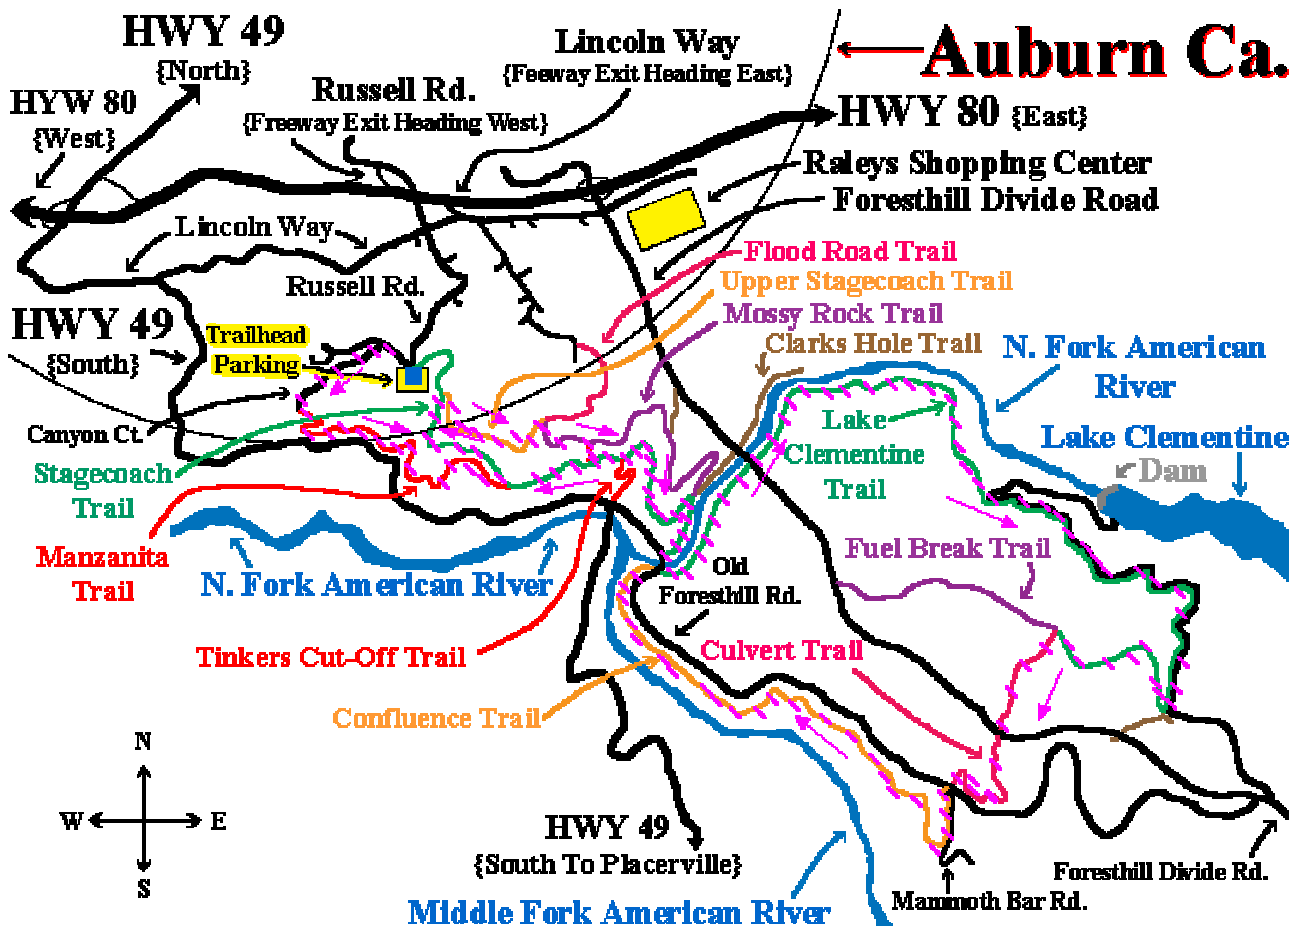 HWY 49
{North}
Lincoln Way
{Feeway Exit Heading East}
Auburn Ca.
HYW 80
{West}
Russell Rd.
{Freeway Exit Heading West}
HWY 80 {East}
Raleys Shopping Center
Foresthill Divide Road
Lincoln Way
Flood Road Trail
Upper Stagecoach Trail
Russell Rd.
Mossy Rock Trail
HWY 49
{South}
Trailhead
Parking
Clarks Hole Trail
N. Fork American
River
Canyon Ct.
Lake
Clementine
Trail
Lake Clementine
Dam
Stagecoach
Trail
Manzanita
Trail
N. Fork American River
Fuel Break Trail
Old
Foresthill Rd.
Tinkers Cut-Off Trail
Culvert Trail
Confluence Trail
N
W
E
S
HWY 49
{South To Placerville}
Foresthill Divide Rd.
Mammoth Bar Rd.
Middle Fork American River